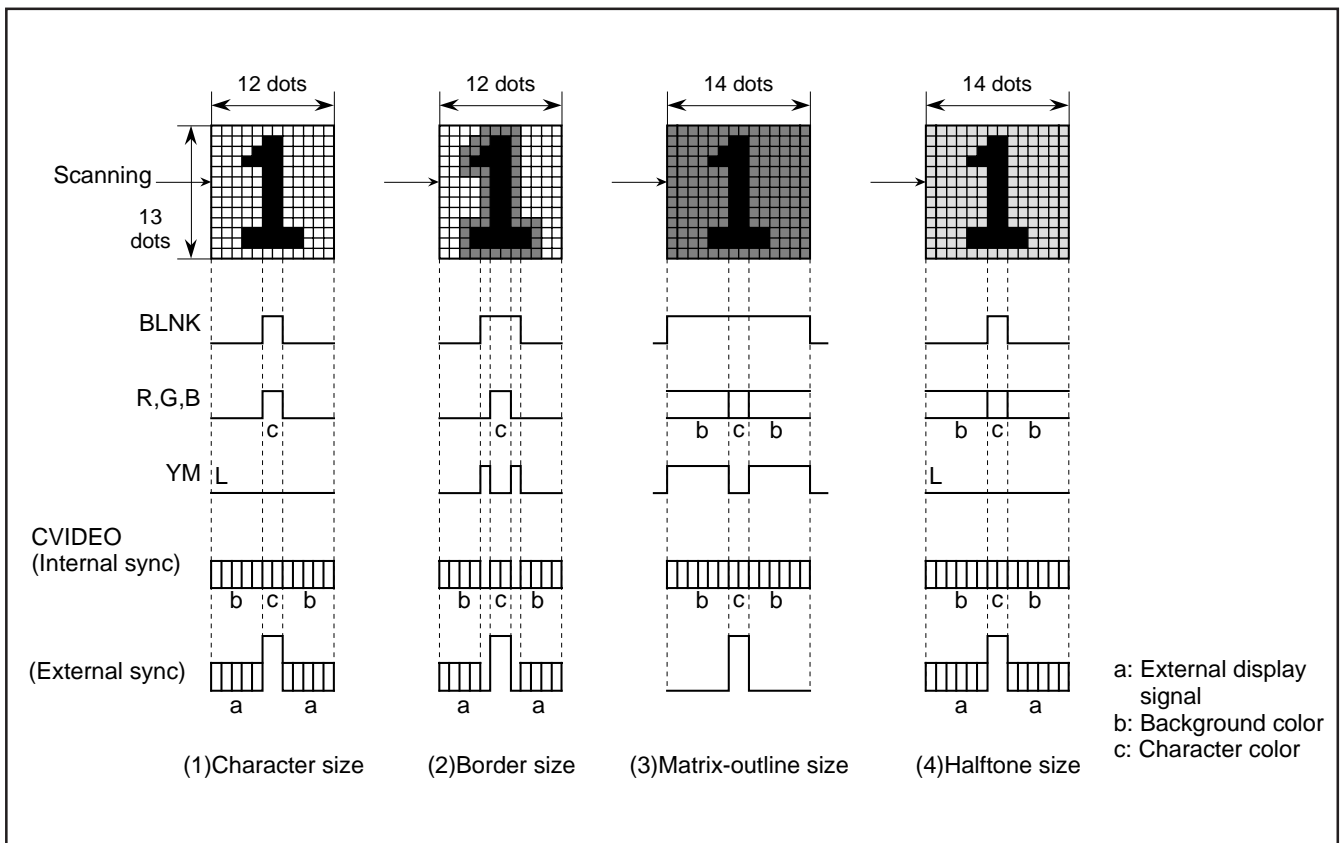 12 dots 12 dots 14 dots 14 dots
Scanning
13
dots
BLNK
R,G,B
c c b c b b c b
YM L L
CVIDEO
(Internal sync)
b c b b c b b c b b c b
(External sync)
a a a a a a
a: External display
signal
b: Background color
c: Character color
(1)Character size (2)Border size (3)Matrix-outline size (4)Halftone size